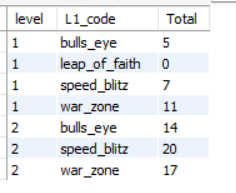 level L1_code Total
1 bulls_eye 5
1 leap_of_faith 0
1 speed_blitz 7
1 war_zone 11
2 bulls_eye 14
2 speed_blitz 20
2 war_zone 17